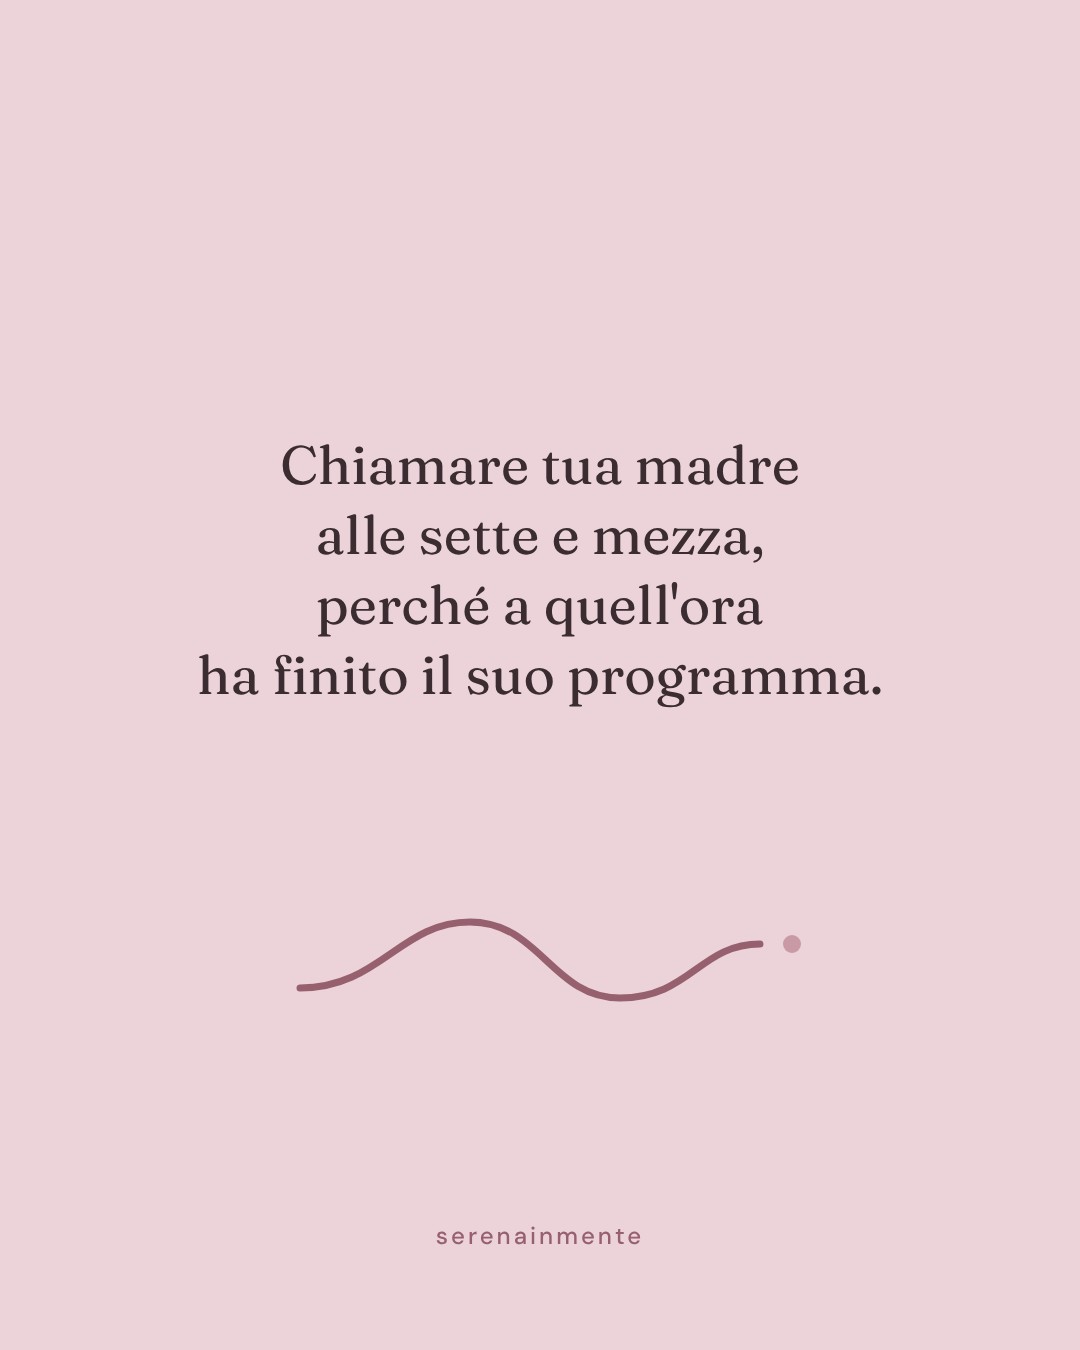 Chiamare tua madre
alle sette e mezza,
perché a quell'ora
ha finito il suo programma.
serenainmente